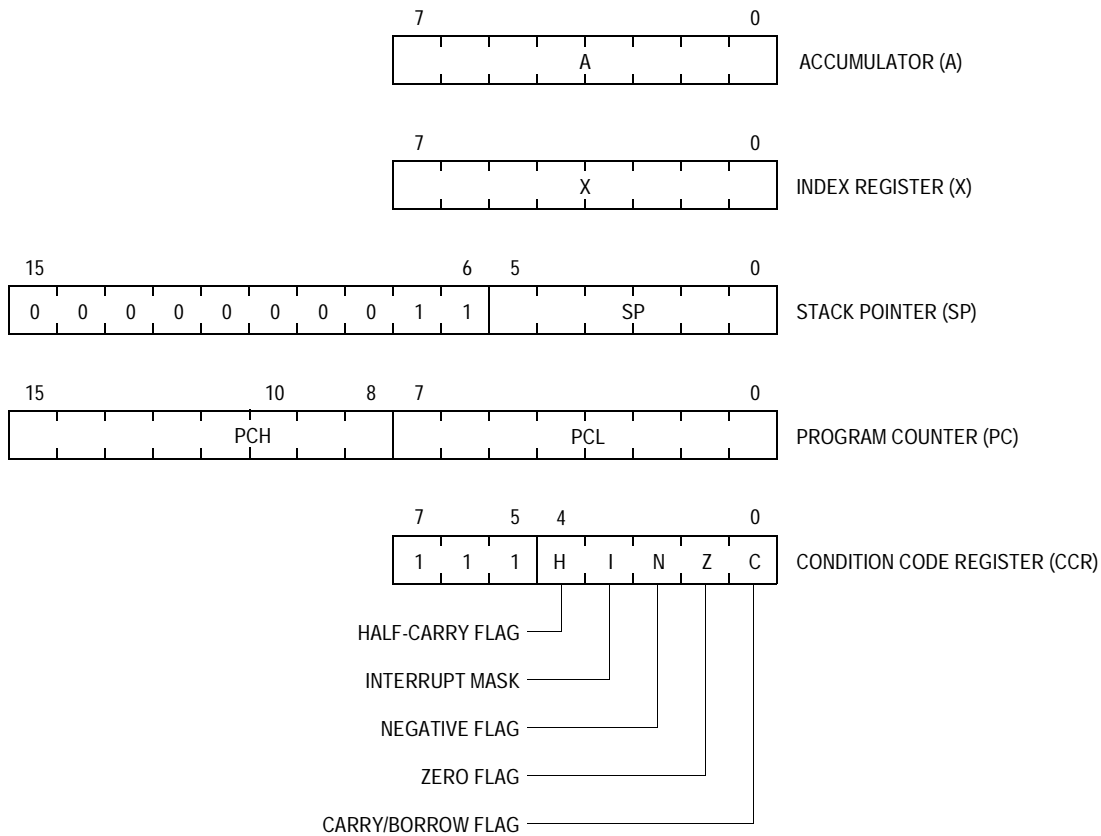 7 0
A ACCUMULATOR (A)
7 0
X INDEX REGISTER (X)
15 6 5 0
0 0 0 0 0 0 0 0 1 1 SP STACK POINTER (SP)
15 10 8 7 0
PCH PCL PROGRAM COUNTER (PC)
7 5 4 0
1 1 1 H I N Z C CONDITION CODE REGISTER (CCR)
HALF-CARRY FLAG
INTERRUPT MASK
NEGATIVE FLAG
ZERO FLAG
CARRY/BORROW FLAG